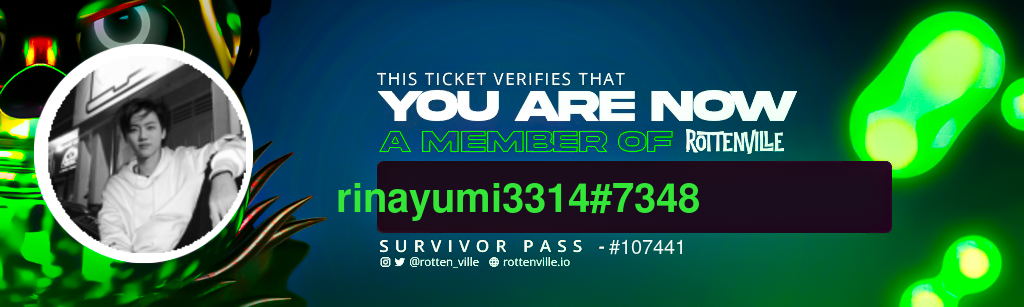 THIS TICKET VERIFIES THAT
YOU ARE NOW
A MEMBER OF ROTTENVILLE
rinayumi3314#7348
SURVIVOR PASS - #107441
@rotten_ville rottenville.io